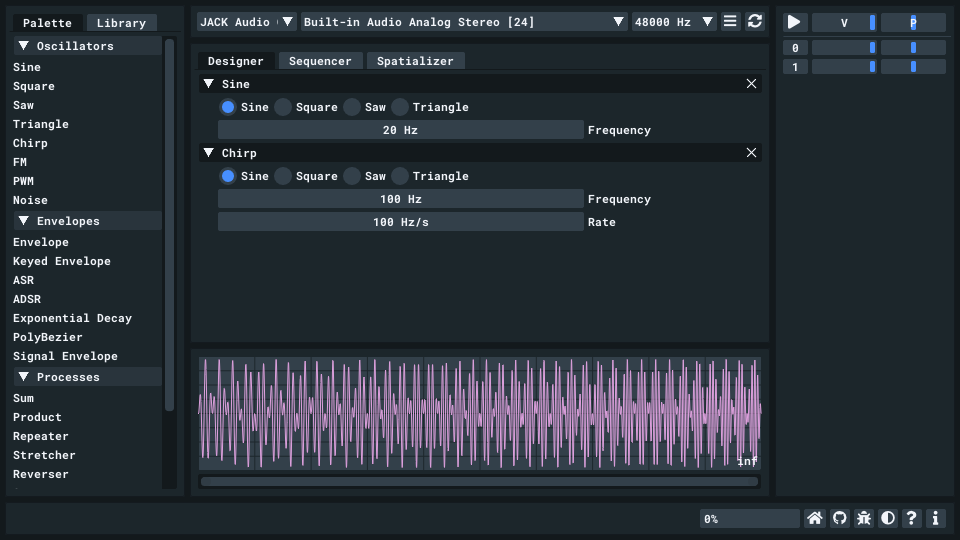 Palette Library
Oscillators
Sine
Square
Saw
Triangle
Chirp
FM
PWM
Noise
Envelopes
Envelope
Keyed Envelope
ASR
ADSR
Exponential Decay
PolyBezier
Signal Envelope
Processes
Sum
Product
Repeater
Stretcher
Reverser
JACK Audio Built-in Audio Analog Stereo [24] 48000 Hz
Designer Sequencer Spatializer
Sine
Sine Square Saw Triangle
20 Hz Frequency
Chirp
Sine Square Saw Triangle
100 Hz Frequency
100 Hz/s Rate
inf
V P
0
1
0%